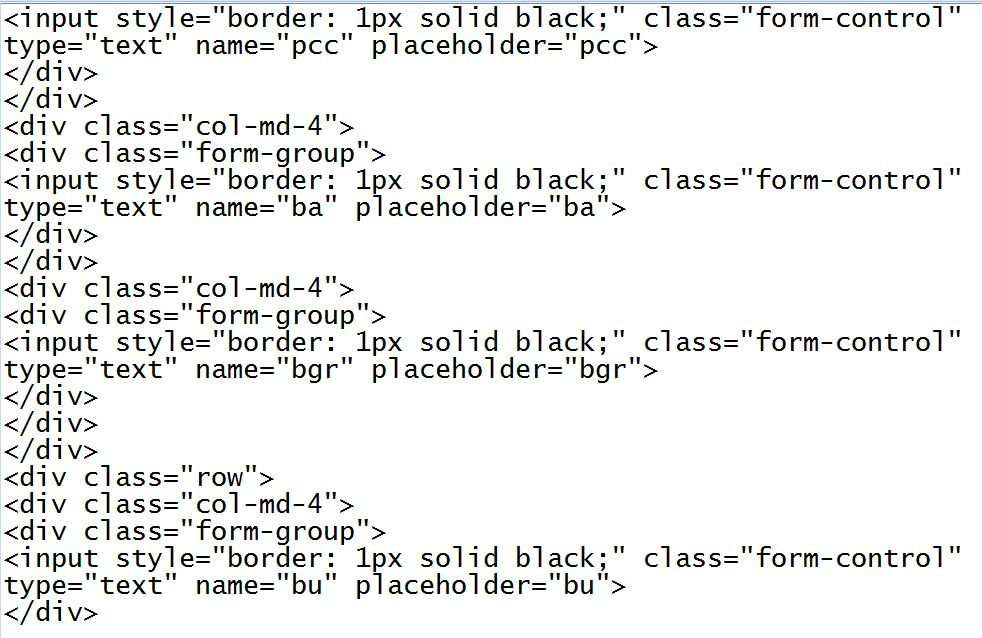 <input style="border: 1px solid black;" class="form-control"
type="text" name="pcc" placeholder="pcc">
</div>
</div>
<div class="col-md-4">
<div class="form-group">
<input style="border: 1px solid black;" class="form-control"
type="text" name="ba" placeholder="ba">
</div>
</div>
<div class="col-md-4">
<div class="form-group">
<input style="border: 1px solid black;" class="form-control"
type="text" name="bgr" placeholder="bgr">
</div>
</div>
</div>
<div class="row">
<div class="col-md-4">
<div class="form-group">
<input style="border: 1px solid black;" class="form-control"
type="text" name="bu" placeholder="bu">
</div>